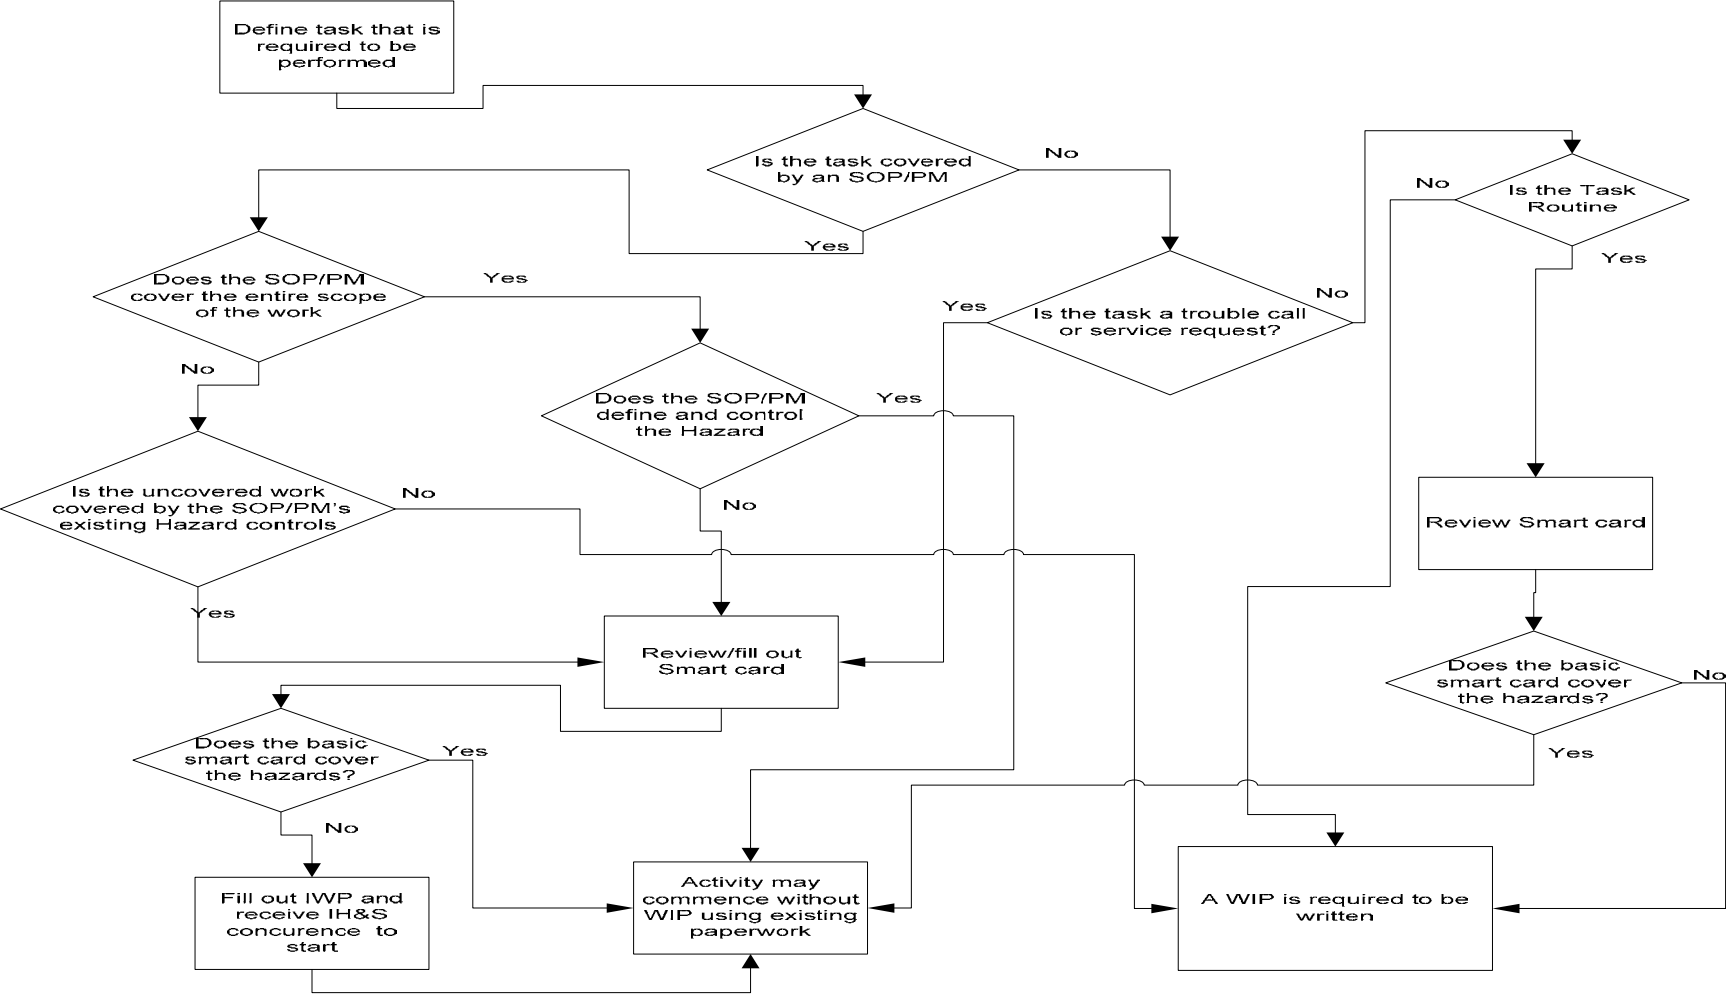 Define task that is
required to be
performed
Is the task covered
by an SOP/PM
No
Yes
No
Is the Task
Routine
Yes
Does the SOP/PM
cover the entire scope
of the work
Yes
No
Yes
Is the task a trouble call
or service request?
No
Does the SOP/PM
define and control
the Hazard
Yes
No
Is the uncovered work
covered by the SOP/PM's
existing Hazard controls
No
Yes
Review Smart card
Review/fill out
Smart card
Does the basic
smart card cover
the hazards?
No
Yes
Does the basic
smart card cover
the hazards?
Yes
No
Fill out IWP and
receive IH&S
concurence to
start
Activity may
commence without
WIP using existing
paperwork
A WIP is required to be
written